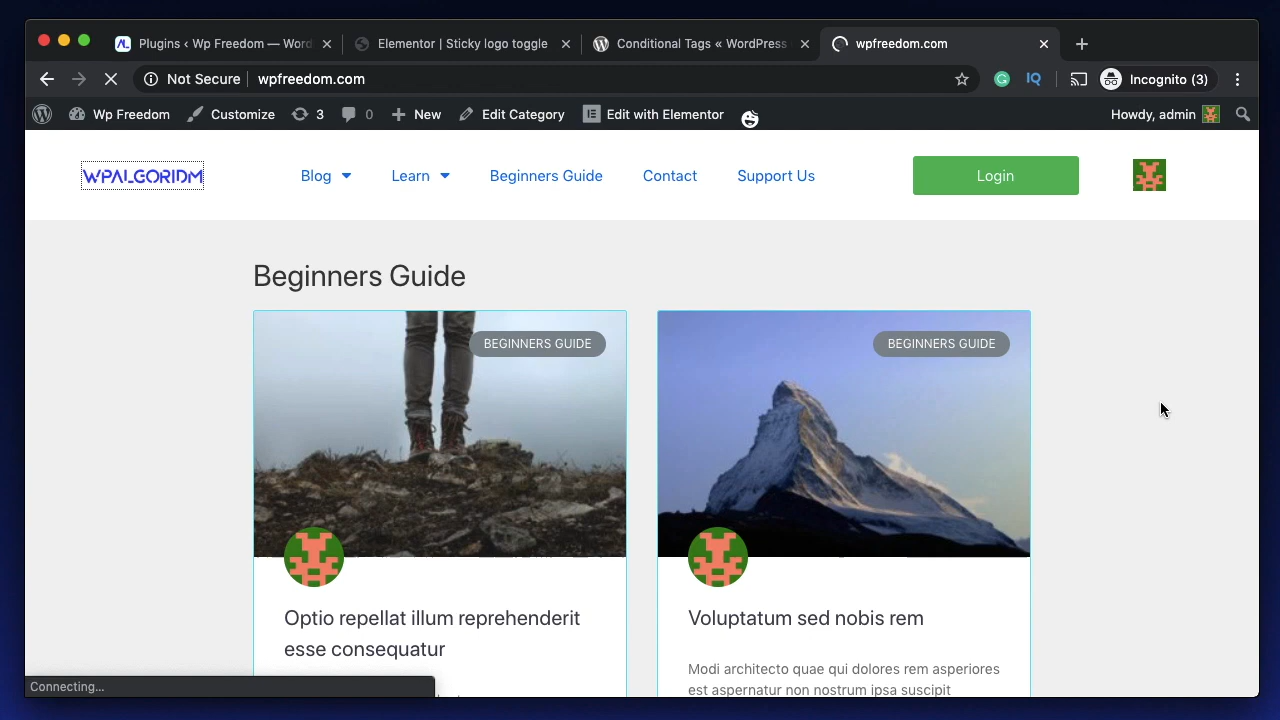 Plugins ‹ Wp Freedom — Word
Elementor | Sticky logo toggle
Conditional Tags « WordPress
wpfreedom.com
Not Secure
wpfreedom.com
IQ
Incognito (3)
Wp Freedom
Customize
3
0
New
Edit Category
Edit with Elementor
Howdy, admin
WPALGORIDM
Blog
Learn
Beginners Guide
Contact
Support Us
Login
Beginners Guide
BEGINNERS GUIDE
BEGINNERS GUIDE
Optio repellat illum reprehenderit
esse consequatur
Voluptatum sed nobis rem
Modi architecto quae qui dolores rem asperiores
est aspernatur non nostrum ipsa suscipit
Connecting...